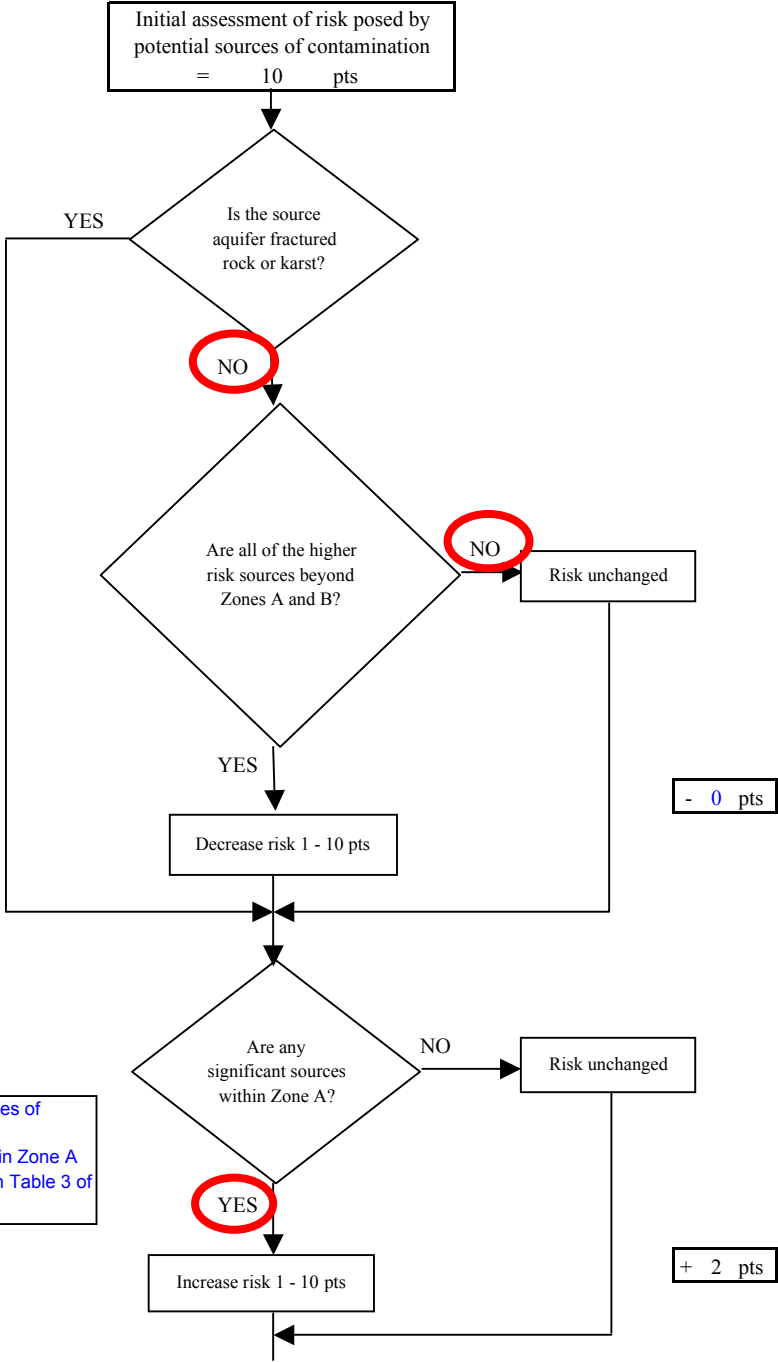 Initial assessment of risk posed by
potential sources of contamination
= 10 pts
YES
Is the source
aquifer fractured
rock or karst?
NO
Are all of the higher
risk sources beyond
Zones A and B?
NO
Risk unchanged
YES
- 0 pts
Decrease risk 1 - 10 pts
Are any
significant sources
within Zone A?
NO
Risk unchanged
es of
in Zone A
Table 3 of
YES
+ 2 pts
Increase risk 1 - 10 pts